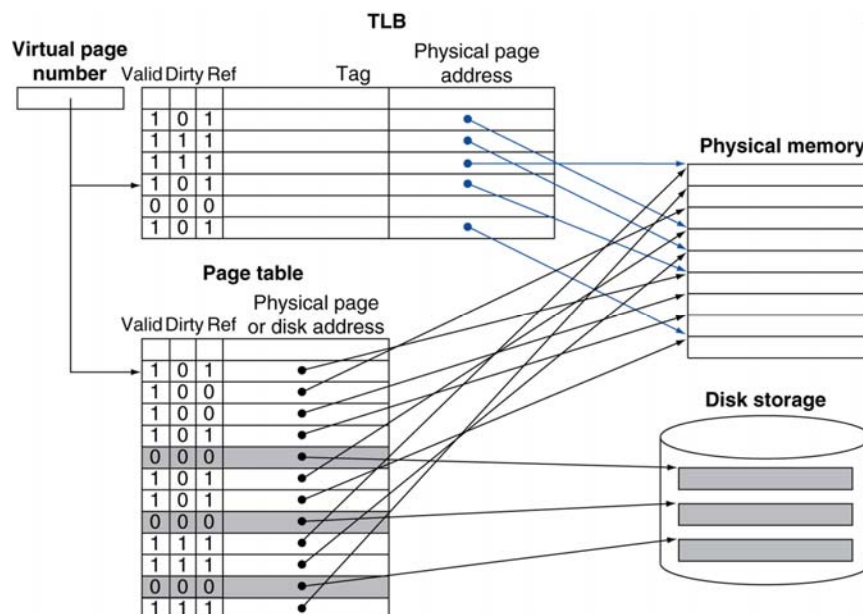 TLB
Virtual page
number
Valid Dirty Ref
Tag
Physical page
address
1 0 1
1 1 1
1 1 1
1 0 1
0 0 0
1 0 1
Physical memory
Page table
Physical page
or disk address
Valid Dirty Ref
1 0 1
1 0 0
1 0 0
1 0 1
0 0 0
1 0 1
1 0 1
0 0 0
1 1 1
1 1 1
0 0 0
1 1 1
Disk storage